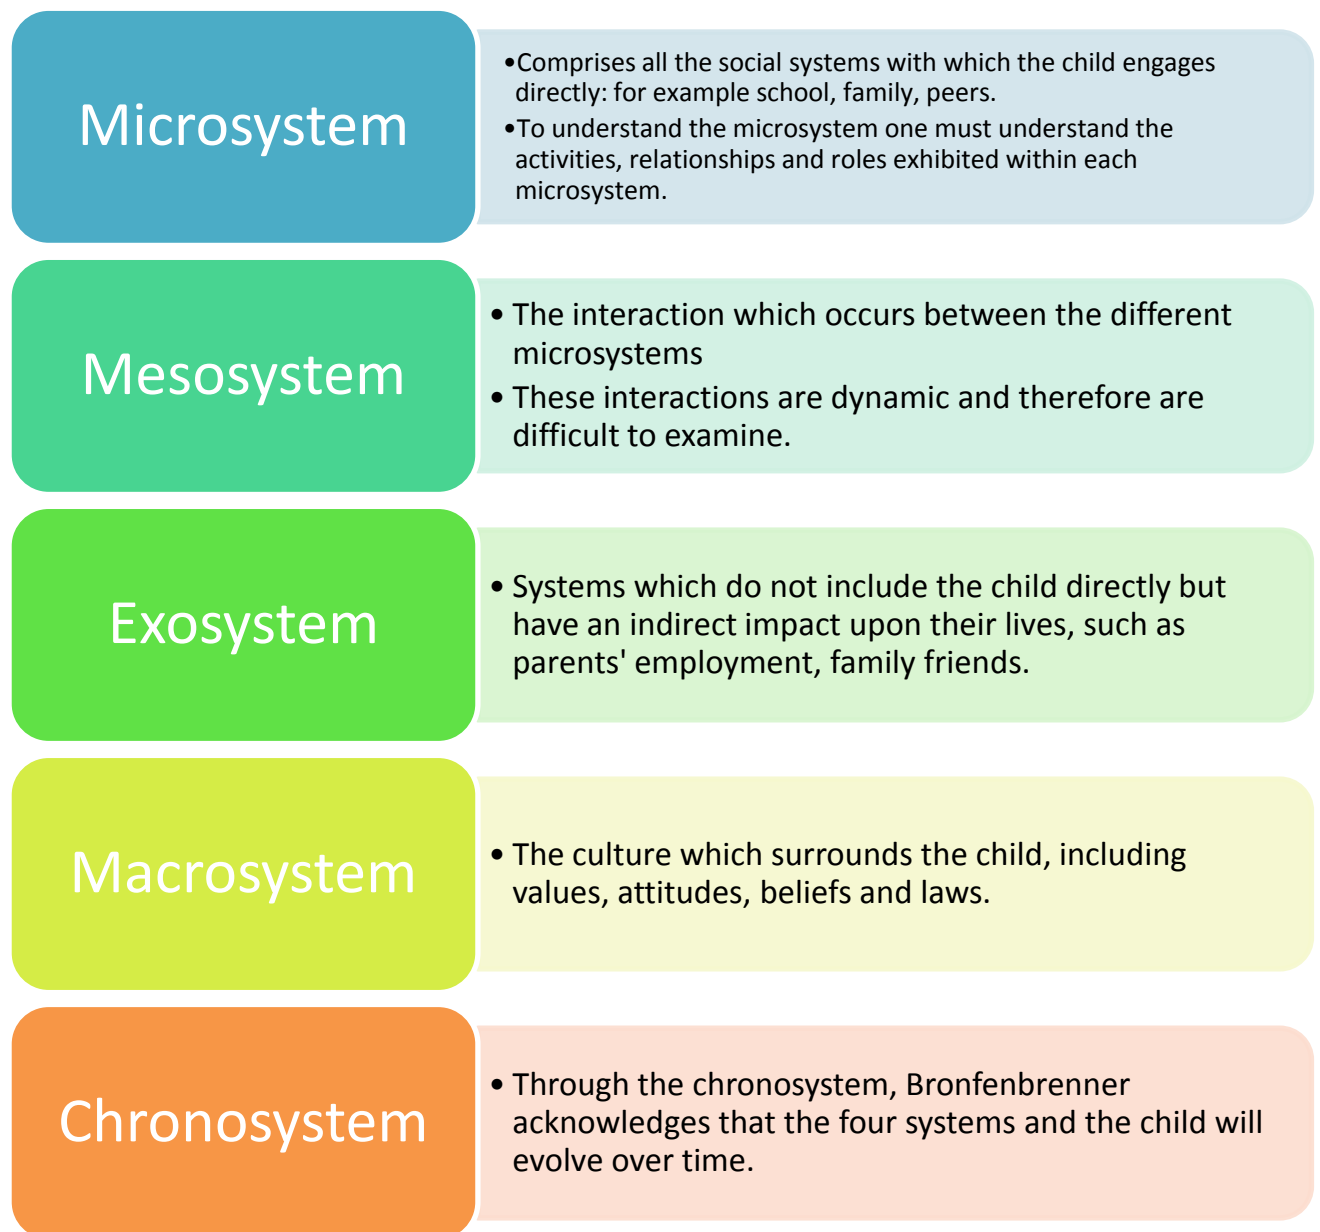 Microsystem
•Comprises all the social systems with which the child engages
directly: for example school, family, peers.
•To understand the microsystem one must understand the
activities, relationships and roles exhibited within each
microsystem.
Mesosystem
• The interaction which occurs between the different
microsystems
• These interactions are dynamic and therefore are
difficult to examine.
Exosystem
• Systems which do not include the child directly but
have an indirect impact upon their lives, such as
parents' employment, family friends.
Macrosystem
• The culture which surrounds the child, including
values, attitudes, beliefs and laws.
Chronosystem
• Through the chronosystem, Bronfenbrenner
acknowledges that the four systems and the child will
evolve over time.